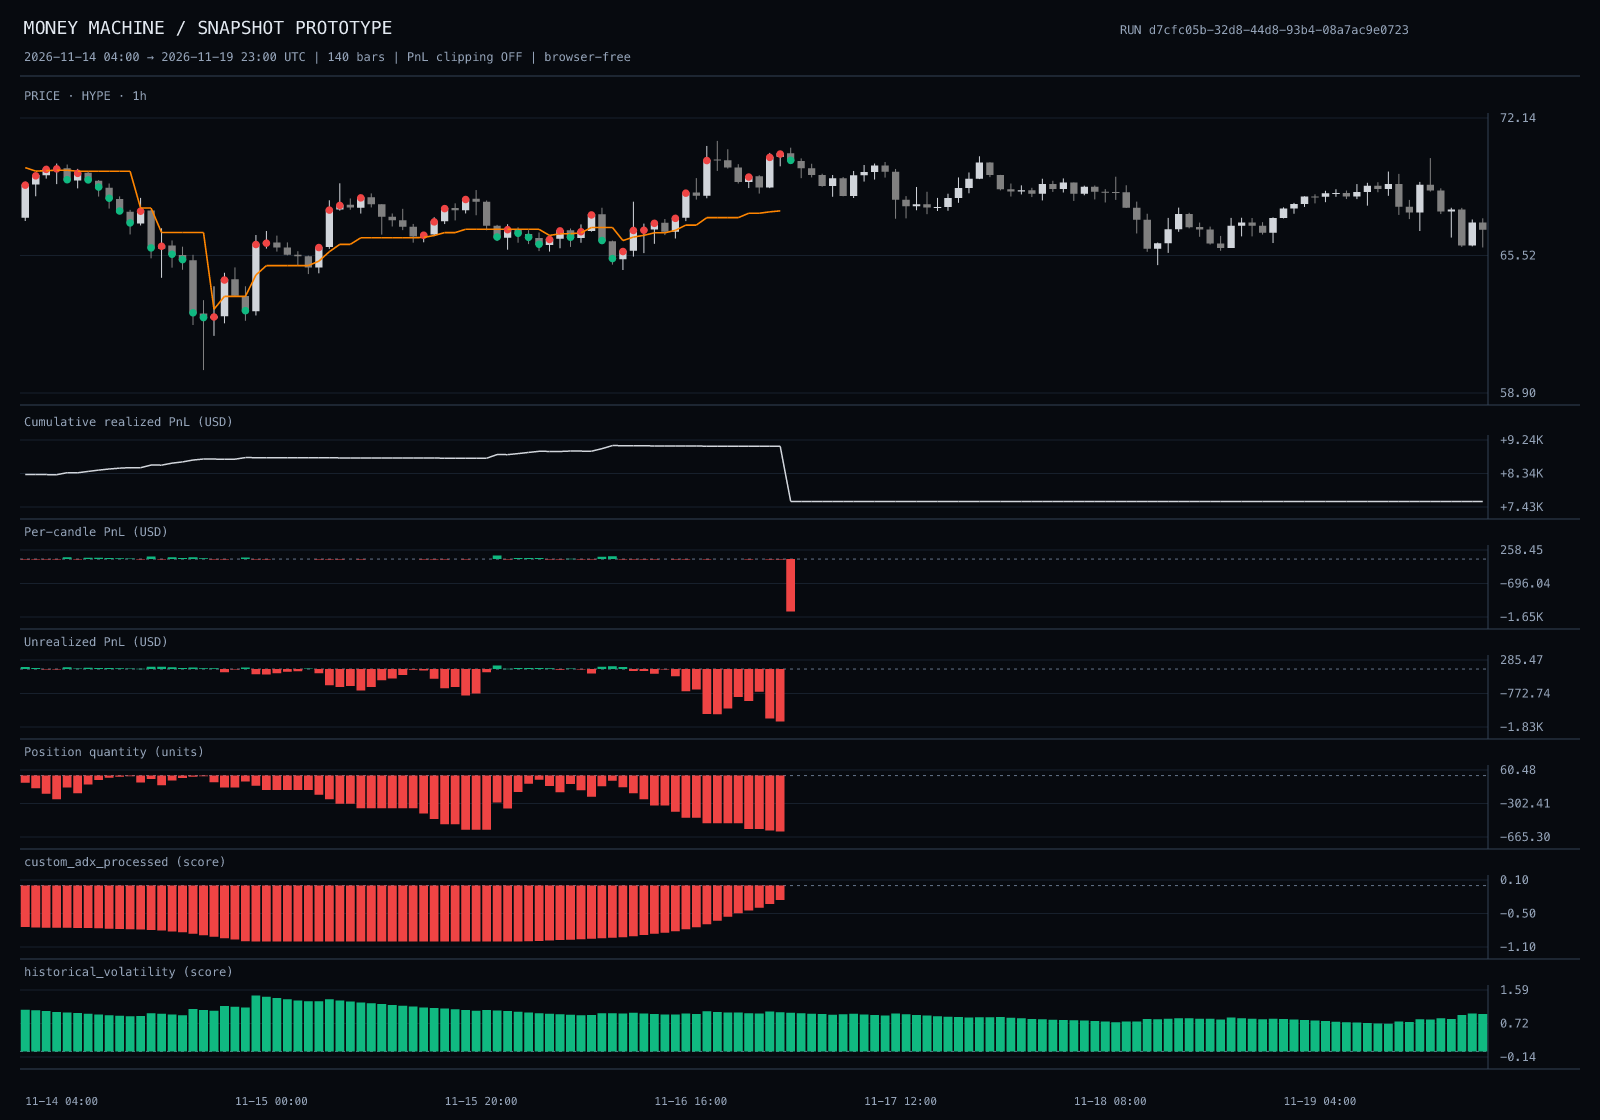 MONEY MACHINE / SNAPSHOT PROTOTYPE
RUN d7cfc05b-32d8-44d8-93b4-08a7ac9e0723
2026-11-14 04:00 → 2026-11-19 23:00 UTC | 140 bars | PnL clipping OFF | browser-free
PRICE · HYPE · 1h
72.14
65.52
58.90
Cumulative realized PnL (USD)
+9.24K
+8.34K
+7.43K
Per-candle PnL (USD)
258.45
-696.04
-1.65K
Unrealized PnL (USD)
285.47
-772.74
-1.83K
Position quantity (units)
60.48
-302.41
-665.30
custom_adx_processed (score)
0.10
-0.50
-1.10
historical_volatility (score)
1.59
0.72
-0.14
11-14 04:00
11-15 00:00
11-15 20:00
11-16 16:00
11-17 12:00
11-18 08:00
11-19 04:00